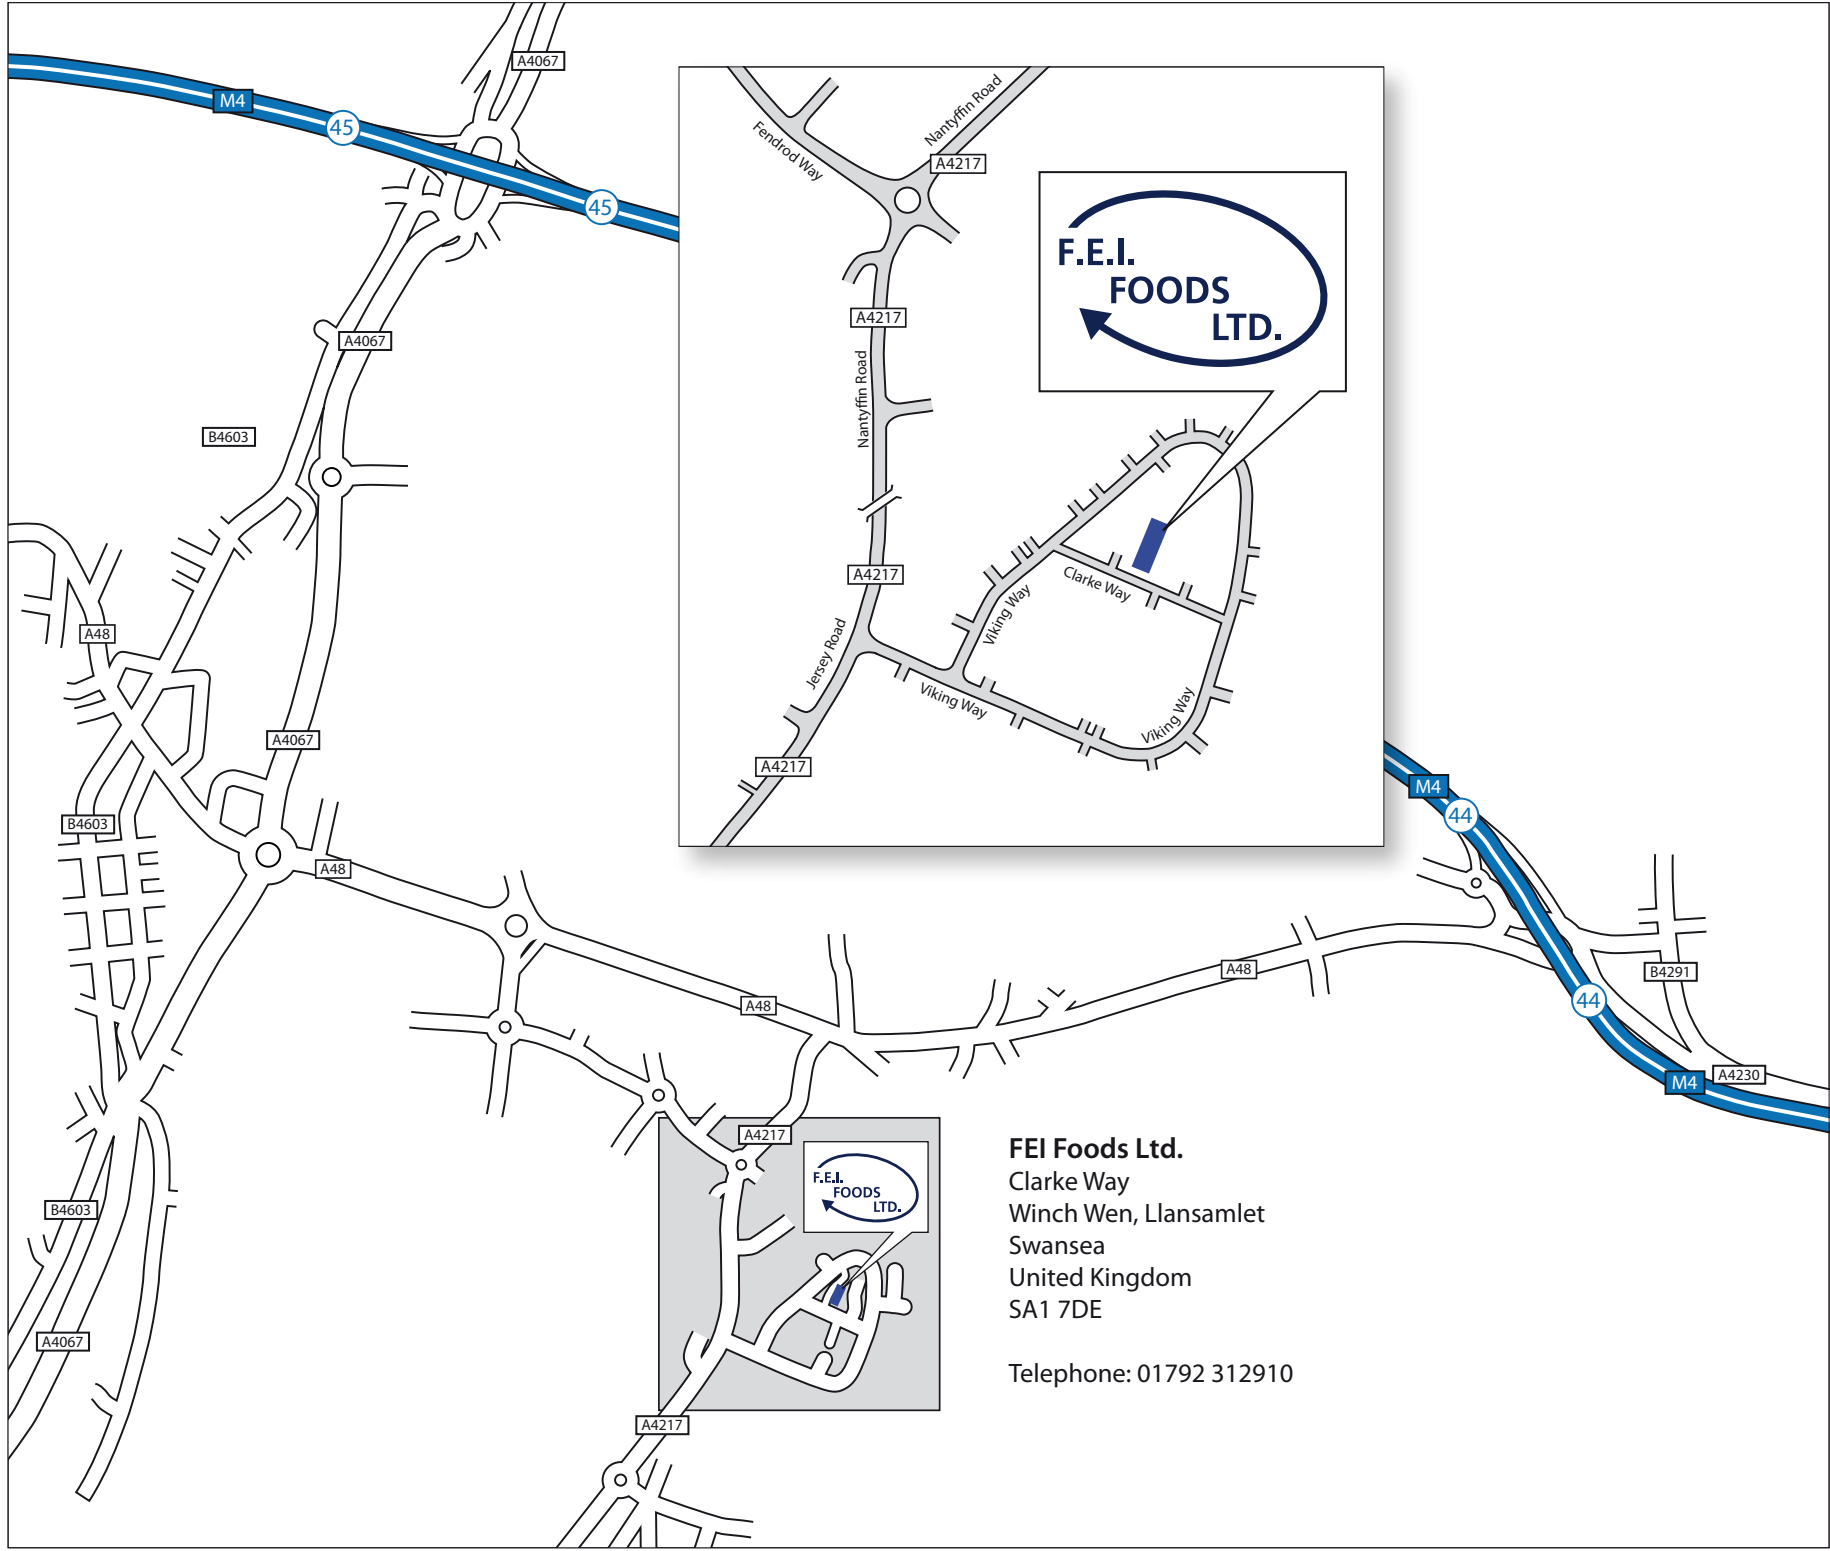 A4067
M4
45
45
A4067
B4603
A48
A4067
B4603
A48
A48
A48
M4
44
B4291
44
M4
A4230
Fendrod Way
Nantyffin Road
A4217
F.E.I.
FOODS
LTD.
A4217
Nantyffin Road
A4217
Clarke Way
Viking Way
Jersey Road
Viking Way
Viking Way
A4217
A4217
F.E.I.
FOODS
LTD.
B4603
A4067
A4217
FEI Foods Ltd.
Clarke Way
Winch Wen, Llansamlet
Swansea
United Kingdom
SA1 7DE
Telephone: 01792 312910